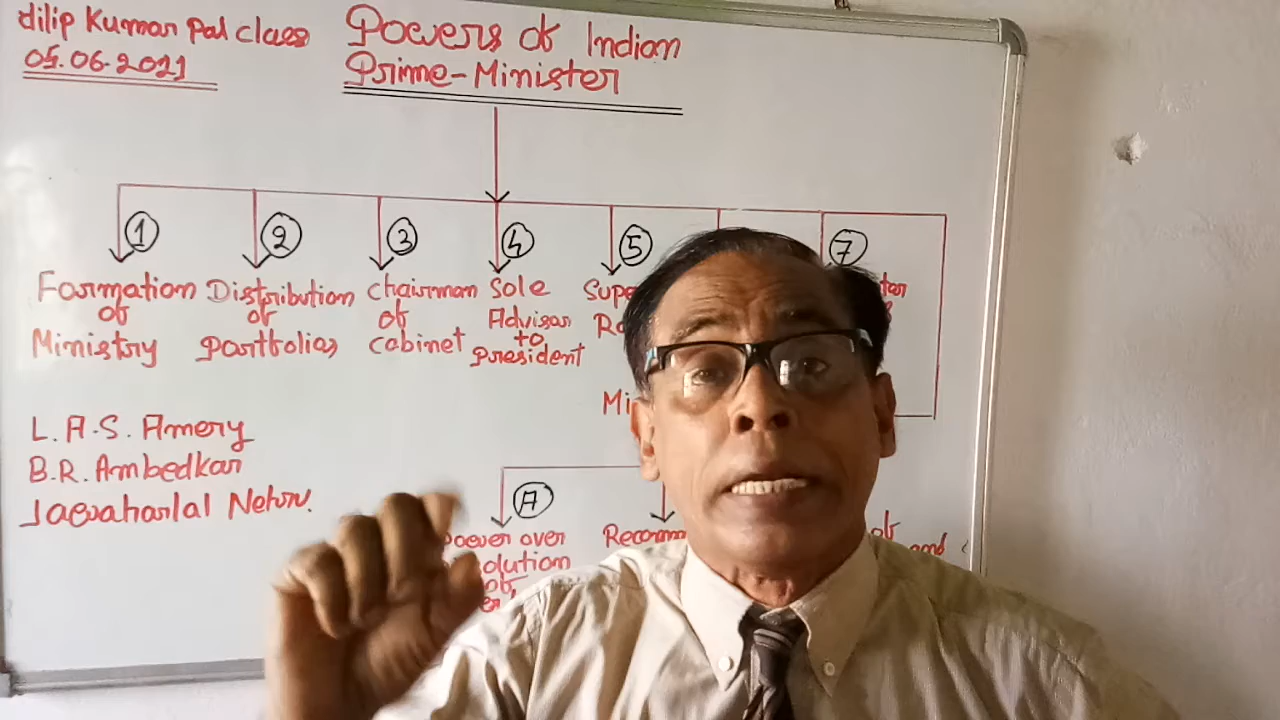 dilip Kumar Pal class
05.06.2021
Powers of Indian
Prime-Minister
1
2
3
4
5
7
Formation
of
Ministry
Distribution
of
portfolios
chairman
of
cabinet
Sole
Advisor
to
president
L.A.S. Amery
B.R. Ambedkar
Jawaharlal Nehru.
A
power over
of